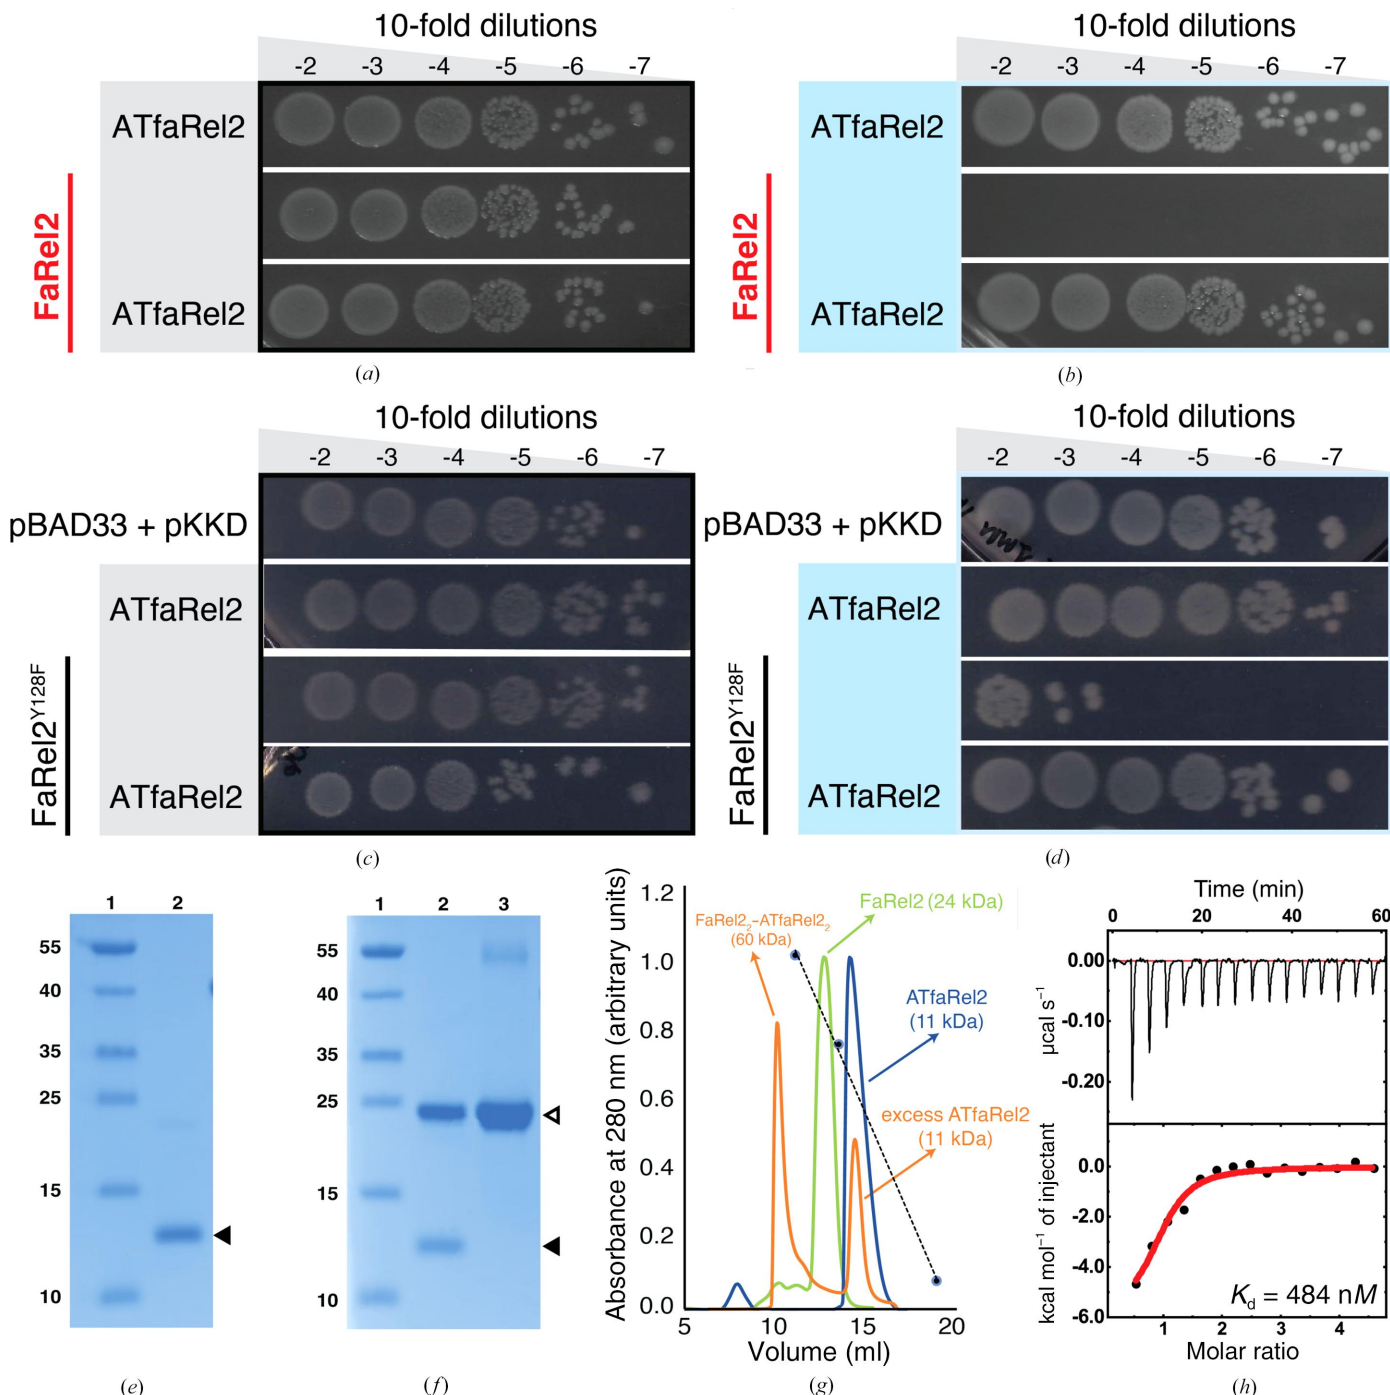 10-fold dilutions
-2 -3 -4 -5 -6 -7
ATfaRel2
FaRel2
ATfaRel2
(a)
10-fold dilutions
-2 -3 -4 -5 -6 -7
ATfaRel2
FaRel2
ATfaRel2
(b)
10-fold dilutions
-2 -3 -4 -5 -6 -7
pBAD33 + pKKD
ATfaRel2
FaRel2Y128F
ATfaRel2
(c)
10-fold dilutions
-2 -3 -4 -5 -6 -7
pBAD33 + pKKD
ATfaRel2
FaRel2Y128F
ATfaRel2
(d)
1 2
55
40
35
25
15
10
(e)
1 2 3
55
40
35
25
15
10
(f)
Absorbance at 280 nm (arbitrary units)
1.2
1.0
0.8
0.6
0.4
0.2
0.0
5 10 15 20
Volume (ml)
FaRel2₂–ATfaRel2₂
(60 kDa)
FaRel2 (24 kDa)
ATfaRel2
(11 kDa)
excess ATfaRel2
(11 kDa)
(g)
Time (min)
0 20 40 60
µcal s⁻¹
0.00
-0.10
-0.20
kcal mol⁻¹ of injectant
0.0
-2.0
-4.0
-6.0
Kd = 484 nM
1 2 3 4
Molar ratio
(h)